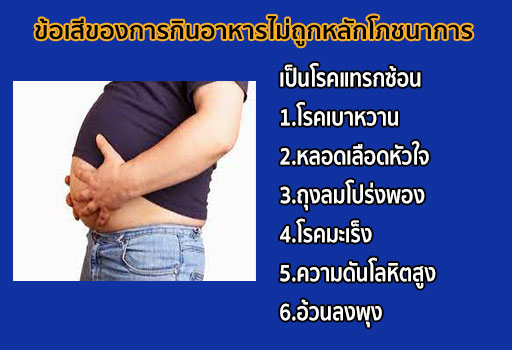 ข้อเสีของการกินอาหารไม่ถูกหลักโภชนาการ
เป็นโรคแทรกซ้อน
1.โรคเบาหวาน
2.หลอดเลือดหัวใจ
3.ถุงลมโปร่งพอง
4.โรคมะเร็ง
5.ความดันโลหิตสูง
6.อ้วนลงพุง